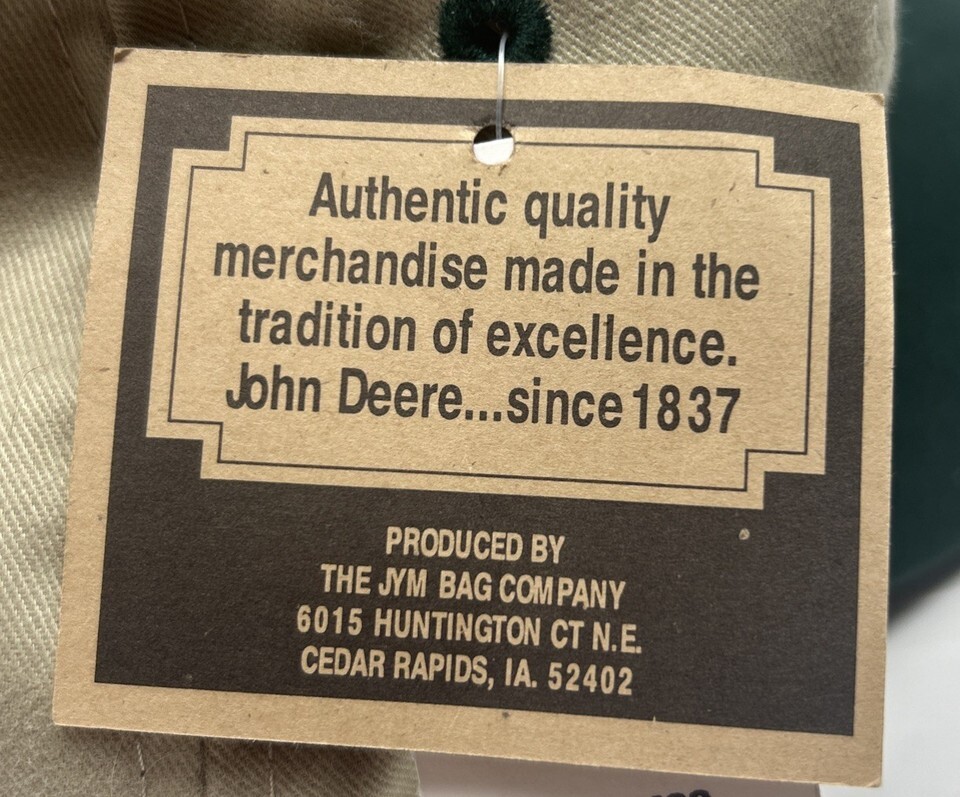 Authentic quality
merchandise made in the
tradition of excellence.
John Deere...since 1837
PRODUCED BY
THE JYM BAG COMPANY
6015 HUNTINGTON CT N.E.
CEDAR RAPIDS, IA. 52402